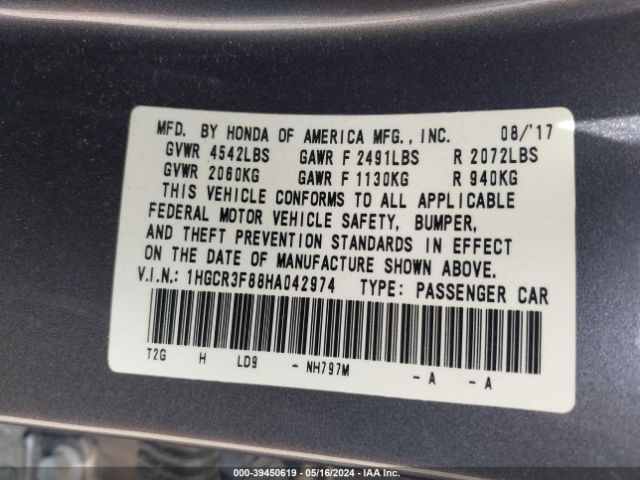 MFD. BY HONDA OF AMERICA MFG., INC. 08/'17
GVWR 4542LBS GAWR F 2491LBS R 2072LBS
GVWR 2060KG GAWR F 1130KG R 940KG
THIS VEHICLE CONFORMS TO ALL APPLICABLE
FEDERAL MOTOR VEHICLE SAFETY, BUMPER,
AND THEFT PREVENTION STANDARDS IN EFFECT
ON THE DATE OF MANUFACTURE SHOWN ABOVE.
V.I.N.: 1HGCR3F88HA042974 TYPE: PASSENGER CAR
T2G H LD9 - NH797M - A - A
000-39450619 - 05/16/2024 - IAA Inc.